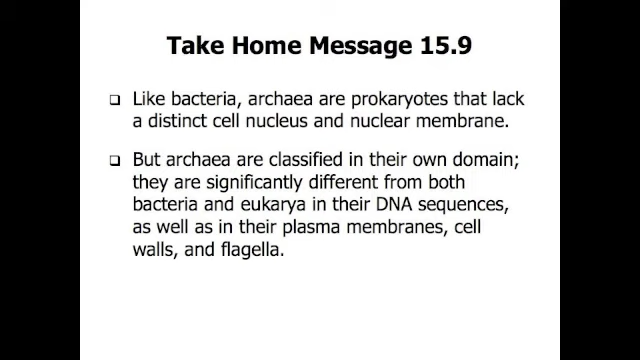 Take Home Message 15.9
❑ Like bacteria, archaea are prokaryotes that lack
a distinct cell nucleus and nuclear membrane.
❑ But archaea are classified in their own domain;
they are significantly different from both
bacteria and eukarya in their DNA sequences,
as well as in their plasma membranes, cell
walls, and flagella.